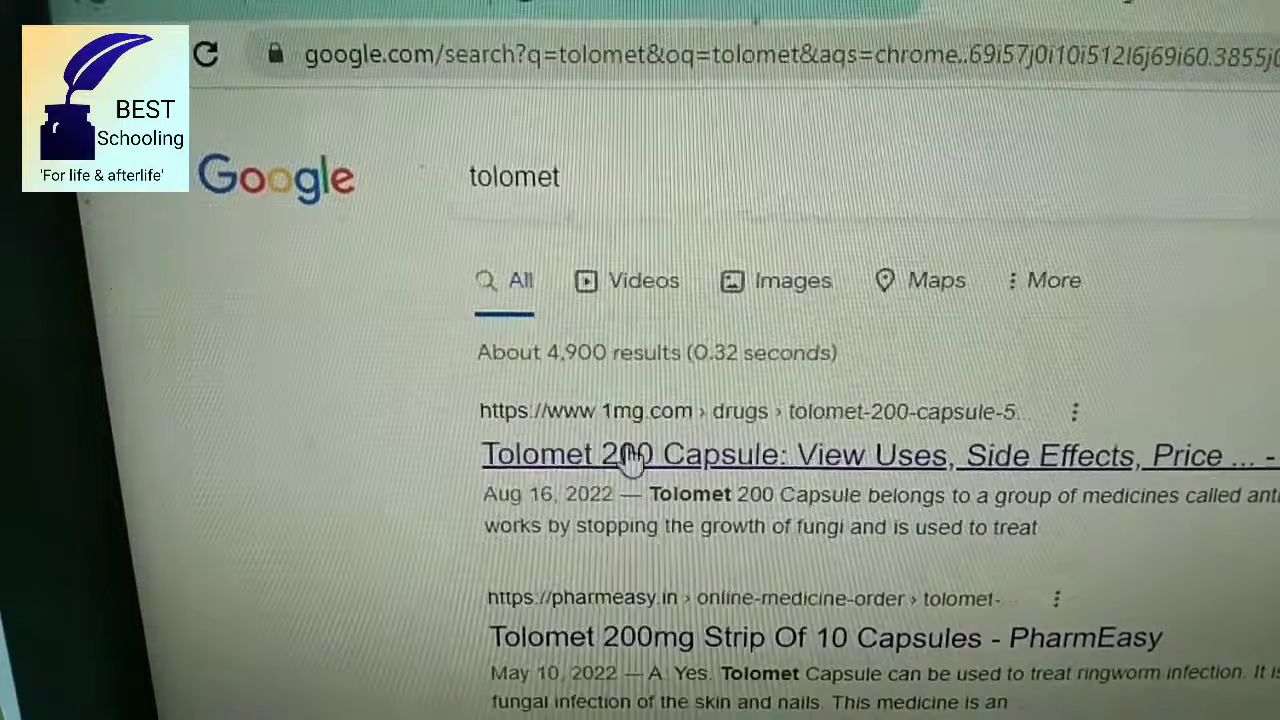 google.com/search?q=tolomet&oq=tolomet&aqs=chrome..69i57j0i10i512l6j69i60.3855j0
BEST
Schooling
'For life & afterlife'
Google
tolomet
All Videos Images Maps More
About 4,900 results (0.32 seconds)
https://www 1mg.com › drugs › tolomet-200-capsule-5...
Tolomet 200 Capsule: View Uses, Side Effects, Price ... -
Aug 16, 2022 — Tolomet 200 Capsule belongs to a group of medicines called anti
works by stopping the growth of fungi and is used to treat
https://pharmeasy.in › online-medicine-order › tolomet-...
Tolomet 200mg Strip Of 10 Capsules - PharmEasy
May 10, 2022 — A. Yes. Tolomet Capsule can be used to treat ringworm infection. It is
fungal infection of the skin and nails. This medicine is an